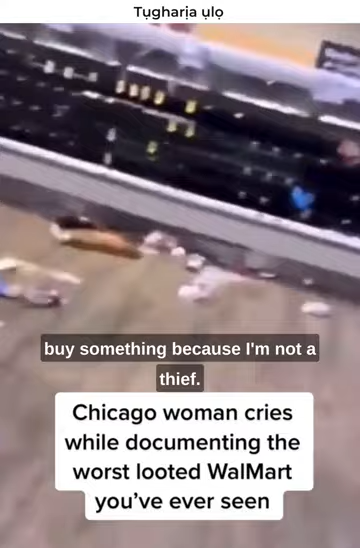 Tụgharịa ụlọ
buy something because I'm not a
thief.
Chicago woman cries
while documenting the
worst looted WalMart
you've ever seen